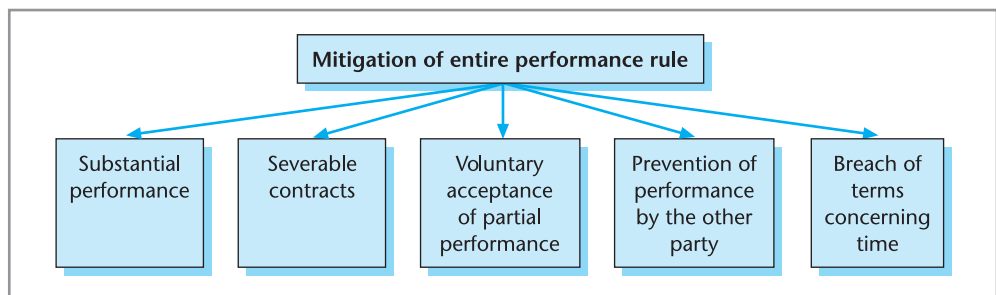 Mitigation of entire performance rule
Substantial
performance
Severable
contracts
Voluntary
acceptance
of partial
performance
Prevention of
performance
by the other
party
Breach of
terms
concerning
time